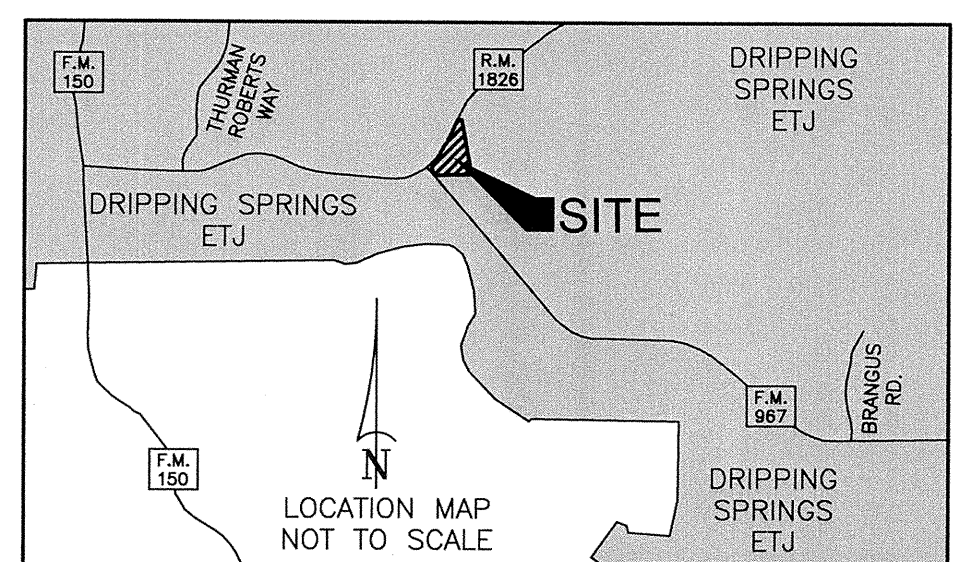 F.M.
150
THURMAN
ROBERTS
WAY
R.M.
1826
DRIPPING
SPRINGS
ETJ
DRIPPING SPRINGS
ETJ
SITE
F.M.
967
BRANGUS
RD.
F.M.
150
N
LOCATION MAP
NOT TO SCALE
DRIPPING
SPRINGS
ETJ